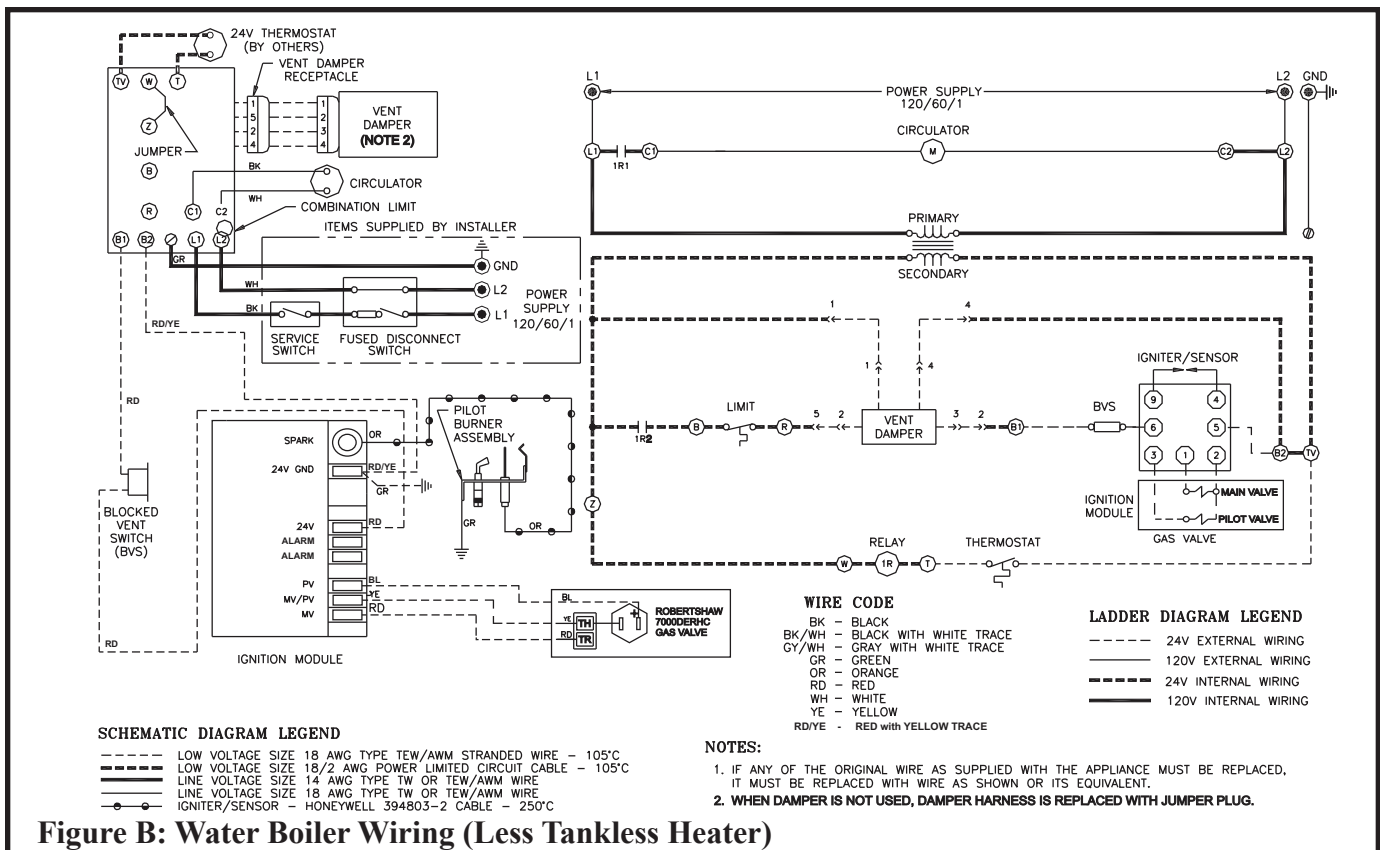 24V THERMOSTAT
(BY OTHERS)
VENT DAMPER
RECEPTACLE
TV
W
T
Z
JUMPER
B
R
C1
C2
B1
B2
L1
L2
1
5
2
4
1
2
3
4
VENT
DAMPER
(NOTE 2)
BK
WH
CIRCULATOR
COMBINATION LIMIT
ITEMS SUPPLIED BY INSTALLER
GR
GND
WH
L2
BK
L1
POWER
SUPPLY
120/60/1
SERVICE
SWITCH
FUSED DISCONNECT
SWITCH
RD/YE
RD
BLOCKED
VENT
SWITCH
(BVS)
RD
SPARK
OR
24V GND
RD/YE
GR
24V
RD
ALARM
ALARM
PV
BL
MV/PV
YE
MV
RD
IGNITION MODULE
PILOT
BURNER
ASSEMBLY
GR
OR
BL
YE
TH
RD
TR
ROBERTSHAW
7000DERHC
GAS VALVE
L1
L2
GND
POWER SUPPLY
120/60/1
CIRCULATOR
L1
1R1
C1
M
C2
L2
PRIMARY
SECONDARY
1
4
1
4
IGNITER/SENSOR
LIMIT
BVS
1R2
B
R
5
2
VENT
DAMPER
3
2
B1
9
4
6
5
3
1
2
B2
TV
IGNITION
MODULE
MAIN VALVE
PILOT VALVE
GAS VALVE
Z
RELAY
THERMOSTAT
W
1R
T
WIRE CODE
BK - BLACK
BK/WH - BLACK WITH WHITE TRACE
GY/WH - GRAY WITH WHITE TRACE
GR - GREEN
OR - ORANGE
RD - RED
WH - WHITE
YE - YELLOW
RD/YE - RED with YELLOW TRACE
LADDER DIAGRAM LEGEND
24V EXTERNAL WIRING
120V EXTERNAL WIRING
24V INTERNAL WIRING
120V INTERNAL WIRING
SCHEMATIC DIAGRAM LEGEND
LOW VOLTAGE SIZE 18 AWG TYPE TEW/AWM STRANDED WIRE - 105°C
LOW VOLTAGE SIZE 18/2 AWG POWER LIMITED CIRCUIT CABLE - 105°C
LINE VOLTAGE SIZE 14 AWG TYPE TW OR TEW/AWM WIRE
LINE VOLTAGE SIZE 18 AWG TYPE TW OR TEW/AWM WIRE
IGNITER/SENSOR - HONEYWELL 394803-2 CABLE - 250°C
NOTES:
1. IF ANY OF THE ORIGINAL WIRE AS SUPPLIED WITH THE APPLIANCE MUST BE REPLACED,
IT MUST BE REPLACED WITH WIRE AS SHOWN OR ITS EQUIVALENT.
2. WHEN DAMPER IS NOT USED, DAMPER HARNESS IS REPLACED WITH JUMPER PLUG.
Figure B: Water Boiler Wiring (Less Tankless Heater)